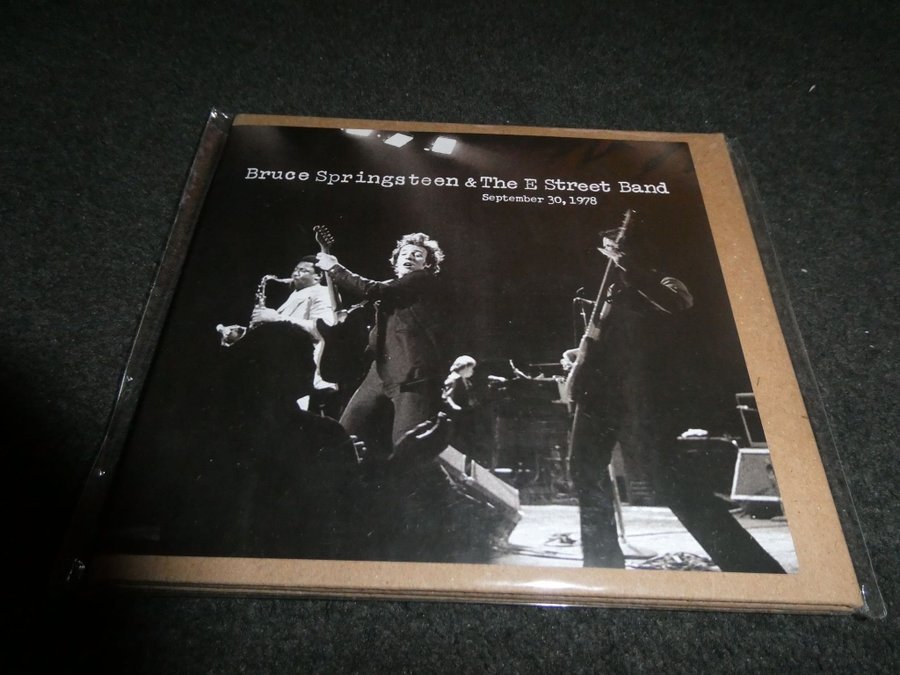 Bruce Springsteen & The E Street Band
September 30, 1978